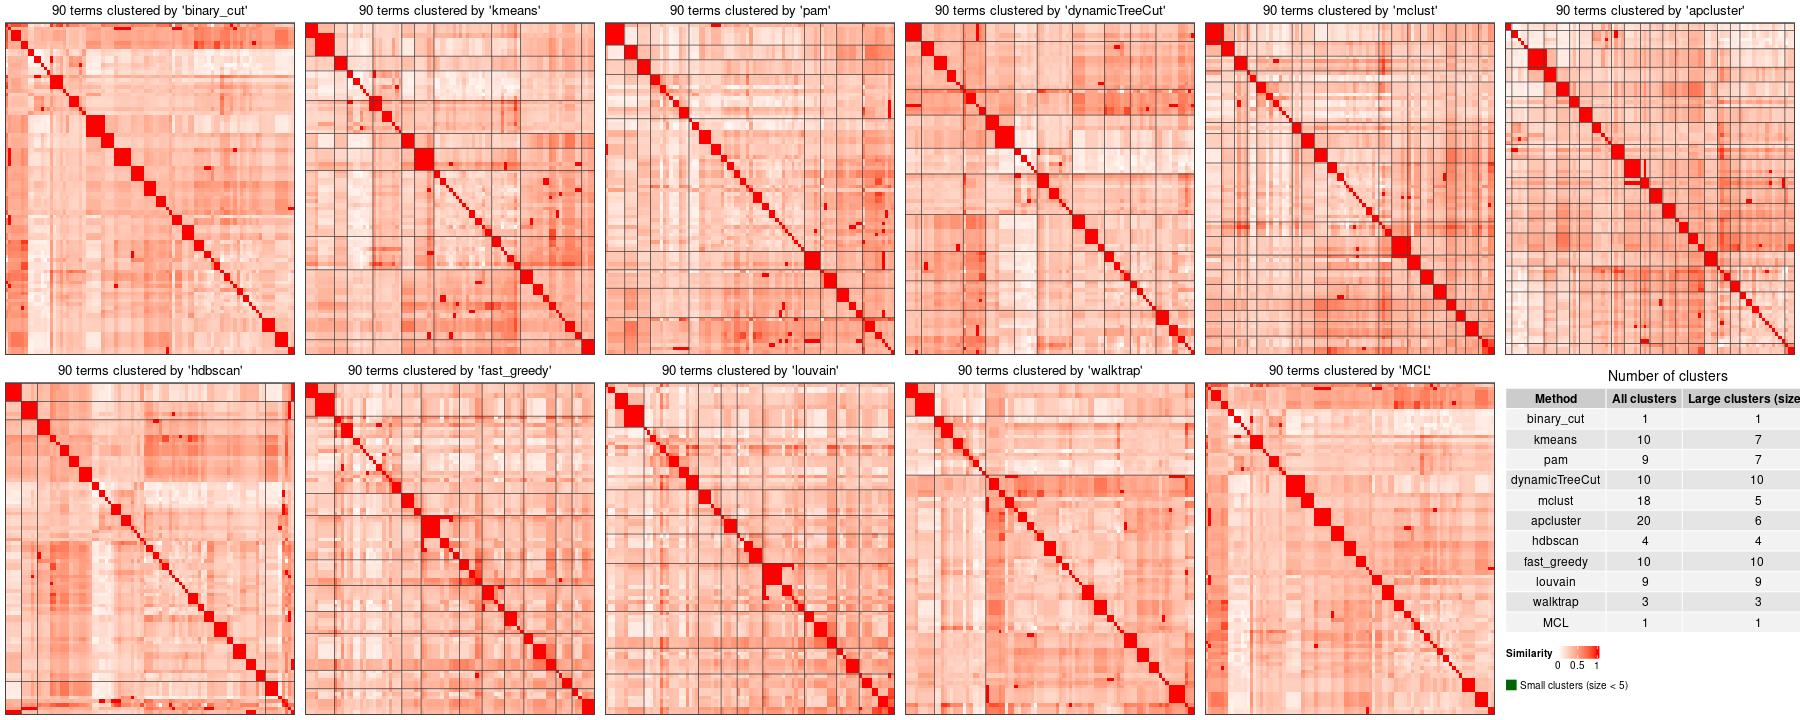 90 terms clustered by 'binary_cut'
90 terms clustered by 'kmeans'
90 terms clustered by 'pam'
90 terms clustered by 'dynamicTreeCut'
90 terms clustered by 'mclust'
90 terms clustered by 'apcluster'
90 terms clustered by 'hdbscan'
90 terms clustered by 'fast_greedy'
90 terms clustered by 'louvain'
90 terms clustered by 'walktrap'
90 terms clustered by 'MCL'
Number of clusters
Method All clusters Large clusters (size
binary_cut 1 1
kmeans 10 7
pam 9 7
dynamicTreeCut 10 10
mclust 18 5
apcluster 20 6
hdbscan 4 4
fast_greedy 10 10
louvain 9 9
walktrap 3 3
MCL 1 1
Similarity
0 0.5 1
Small clusters (size < 5)